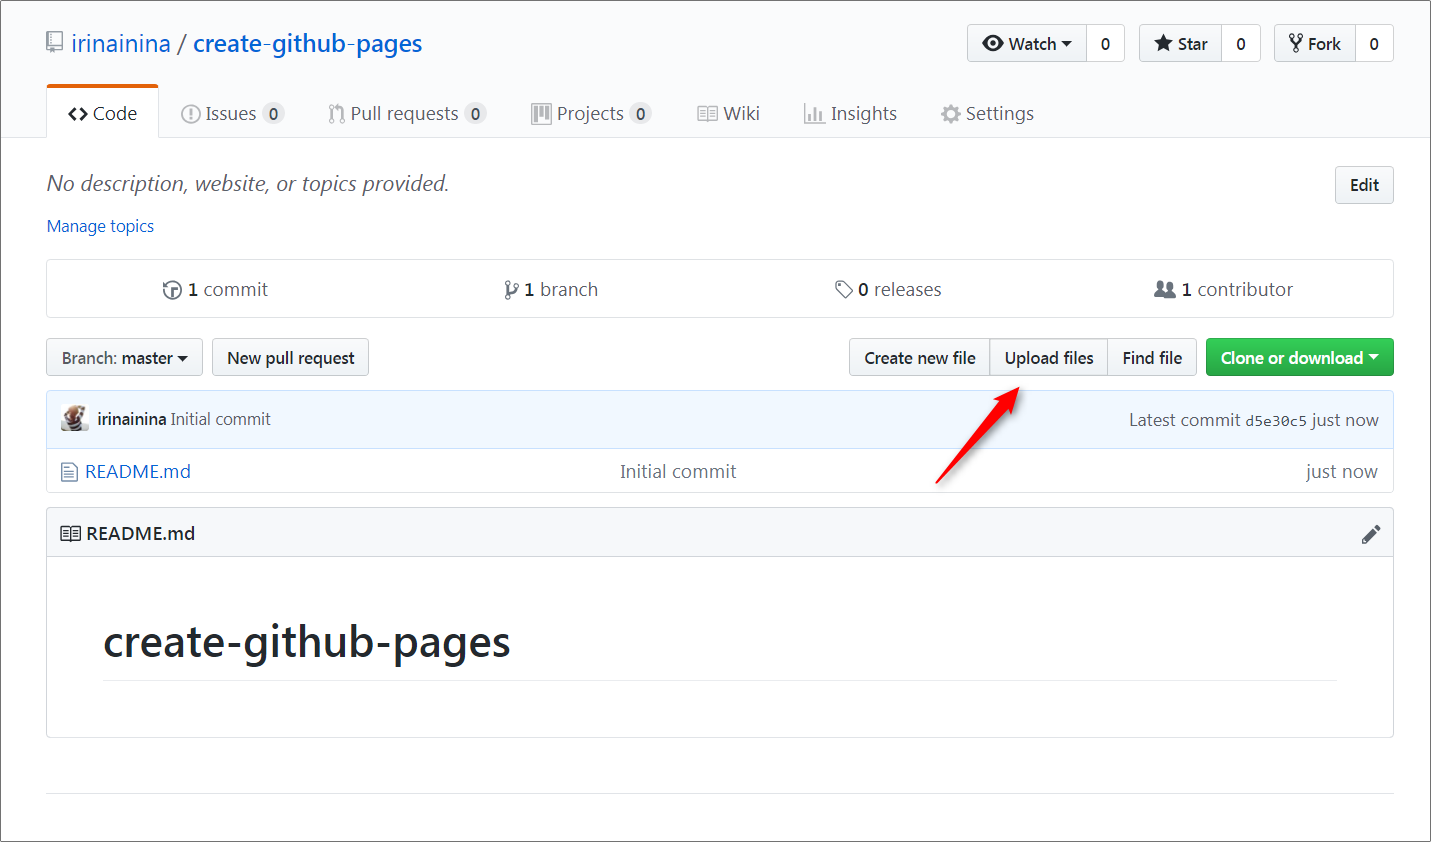 irinainina / create-github-pages
Watch 0 Star 0 Fork 0
Code Issues 0 Pull requests 0 Projects 0 Wiki Insights Settings
No description, website, or topics provided.
Edit
Manage topics
1 commit 1 branch 0 releases 1 contributor
Branch: master New pull request Create new file Upload files Find file Clone or download
irinainina Initial commit Latest commit d5e30c5 just now
README.md Initial commit just now
README.md
create-github-pages